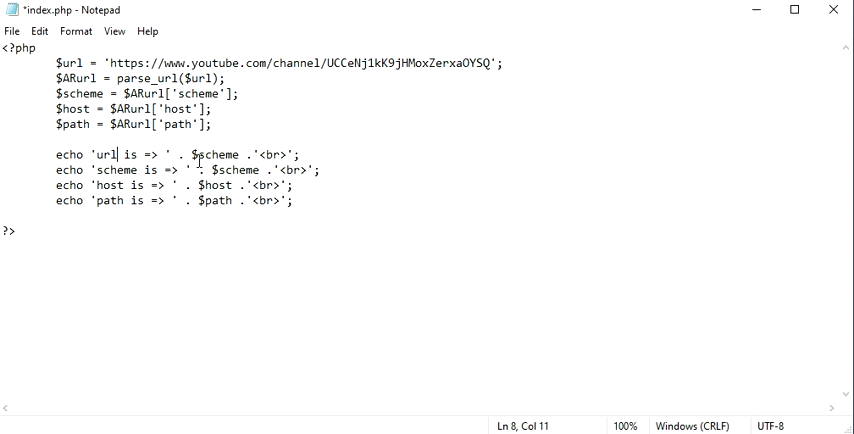 *index.php - Notepad
File Edit Format View Help
<?php
$url = 'https://www.youtube.com/channel/UCCeNj1kK9jHMoxZerxaOYSQ';
$ARurl = parse_url($url);
$scheme = $ARurl['scheme'];
$host = $ARurl['host'];
$path = $ARurl['path'];
echo 'url is => ' . $scheme .'<br>';
echo 'scheme is => ' . $scheme .'<br>';
echo 'host is => ' . $host .'<br>';
echo 'path is => ' . $path .'<br>';
?>
Ln 8, Col 11 100% Windows (CRLF) UTF-8